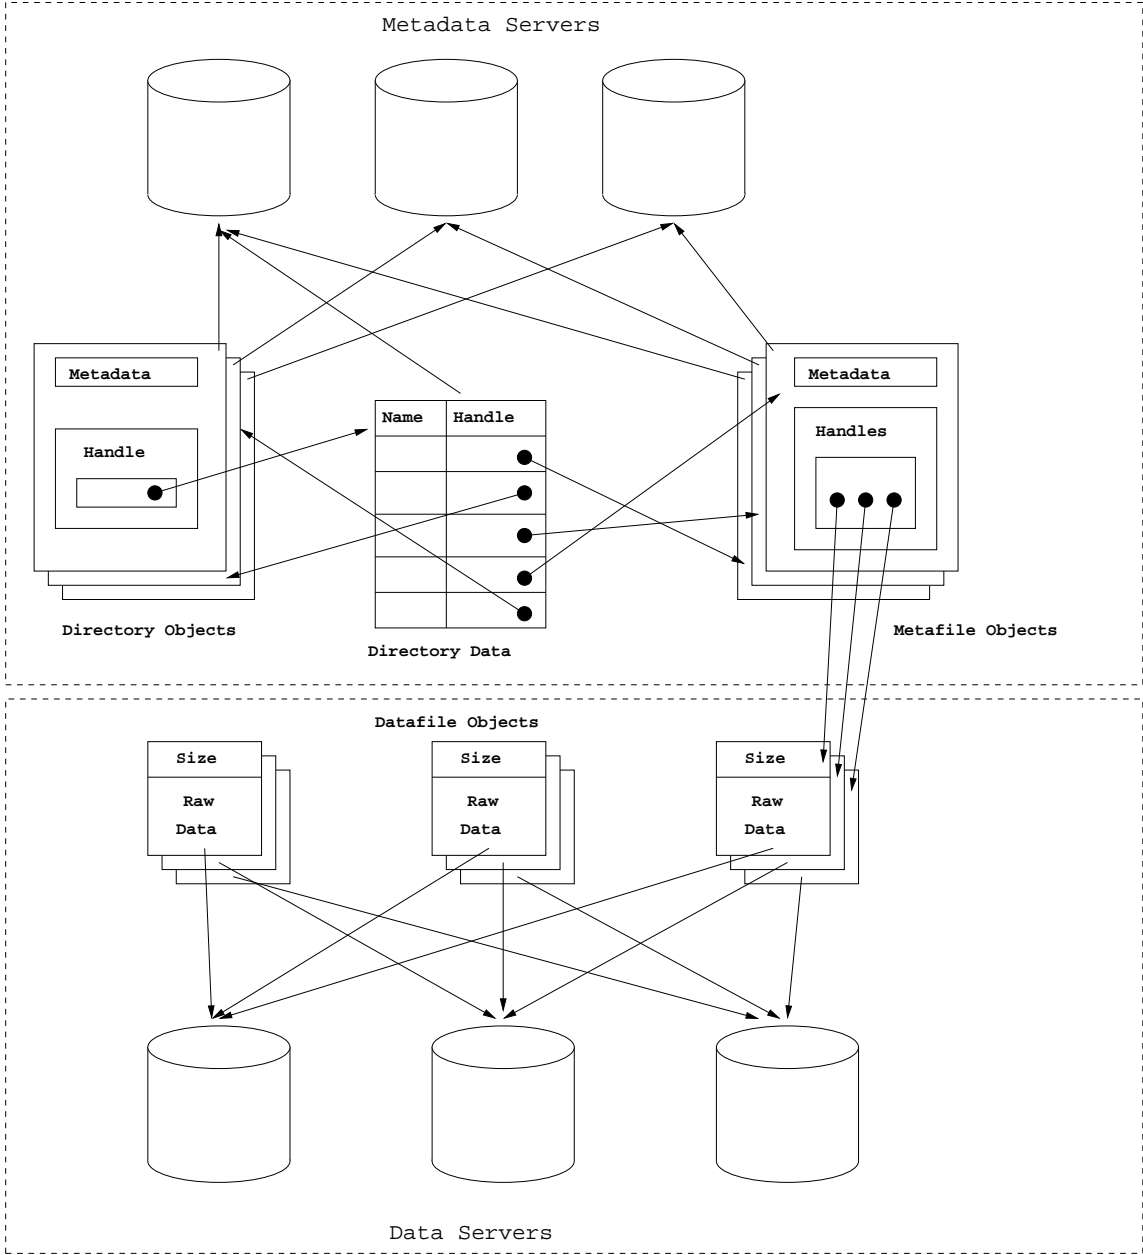 Metadata Servers
Metadata
Handle
Directory Objects
Name Handle
Directory Data
Metadata
Handles
Metafile Objects
Datafile Objects
Size
Raw
Data
Size
Raw
Data
Size
Raw
Data
Data Servers